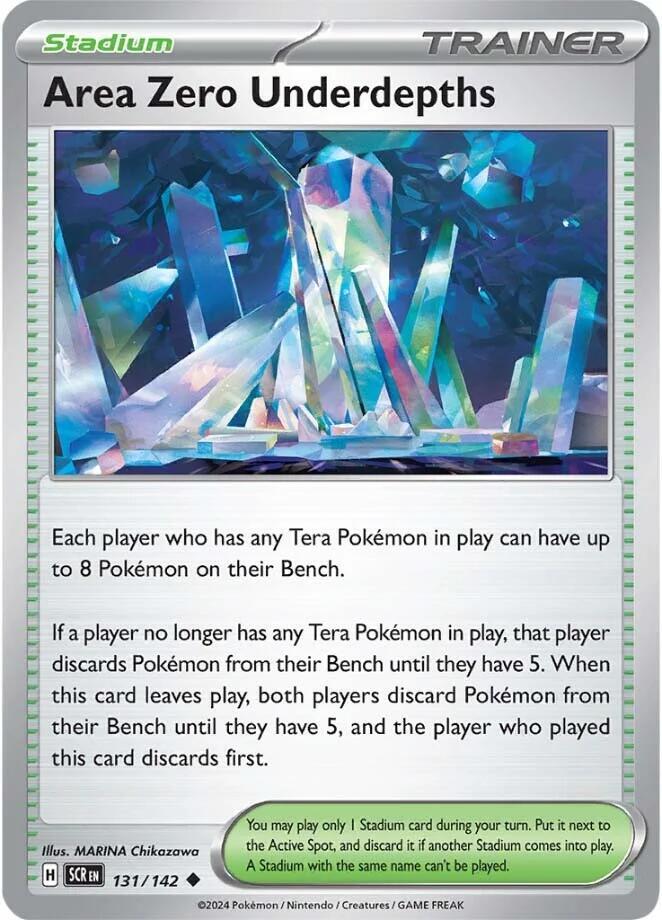 Stadium
TRAINER
Area Zero Underdepths
Each player who has any Tera Pokémon in play can have up
to 8 Pokémon on their Bench.
If a player no longer has any Tera Pokémon in play, that player
discards Pokémon from their Bench until they have 5. When
this card leaves play, both players discard Pokémon from
their Bench until they have 5, and the player who played
this card discards first.
You may play only 1 Stadium card during your turn. Put it next to
the Active Spot, and discard it if another Stadium comes into play.
A Stadium with the same name can't be played.
Illus. MARINA Chikazawa
H SCR EN 131/142 ◆
©2024 Pokémon / Nintendo / Creatures / GAME FREAK